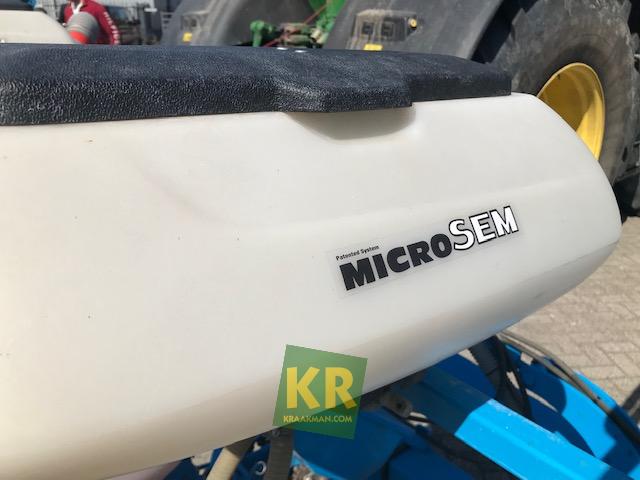 Patented System
MICROSEM
KR
KRAAKMAN.COM